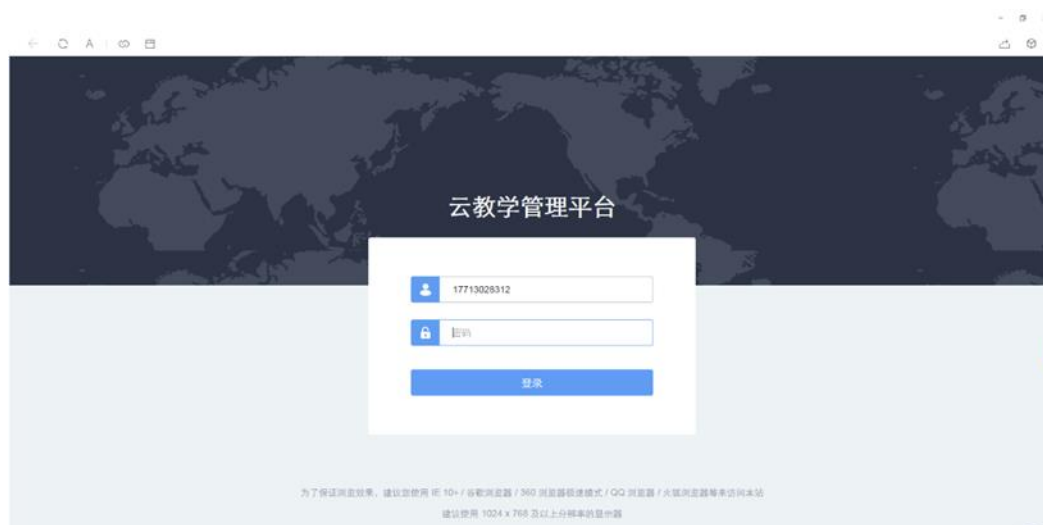 云教学管理平台
17713028312
密码
登录
为了保证浏览效果，建议您使用 IE 10+ / 谷歌浏览器 / 360 浏览器极速模式 / QQ 浏览器 / 火狐浏览器等来访问本站
建议使用 1024 x 768 及以上分辨率的显示器